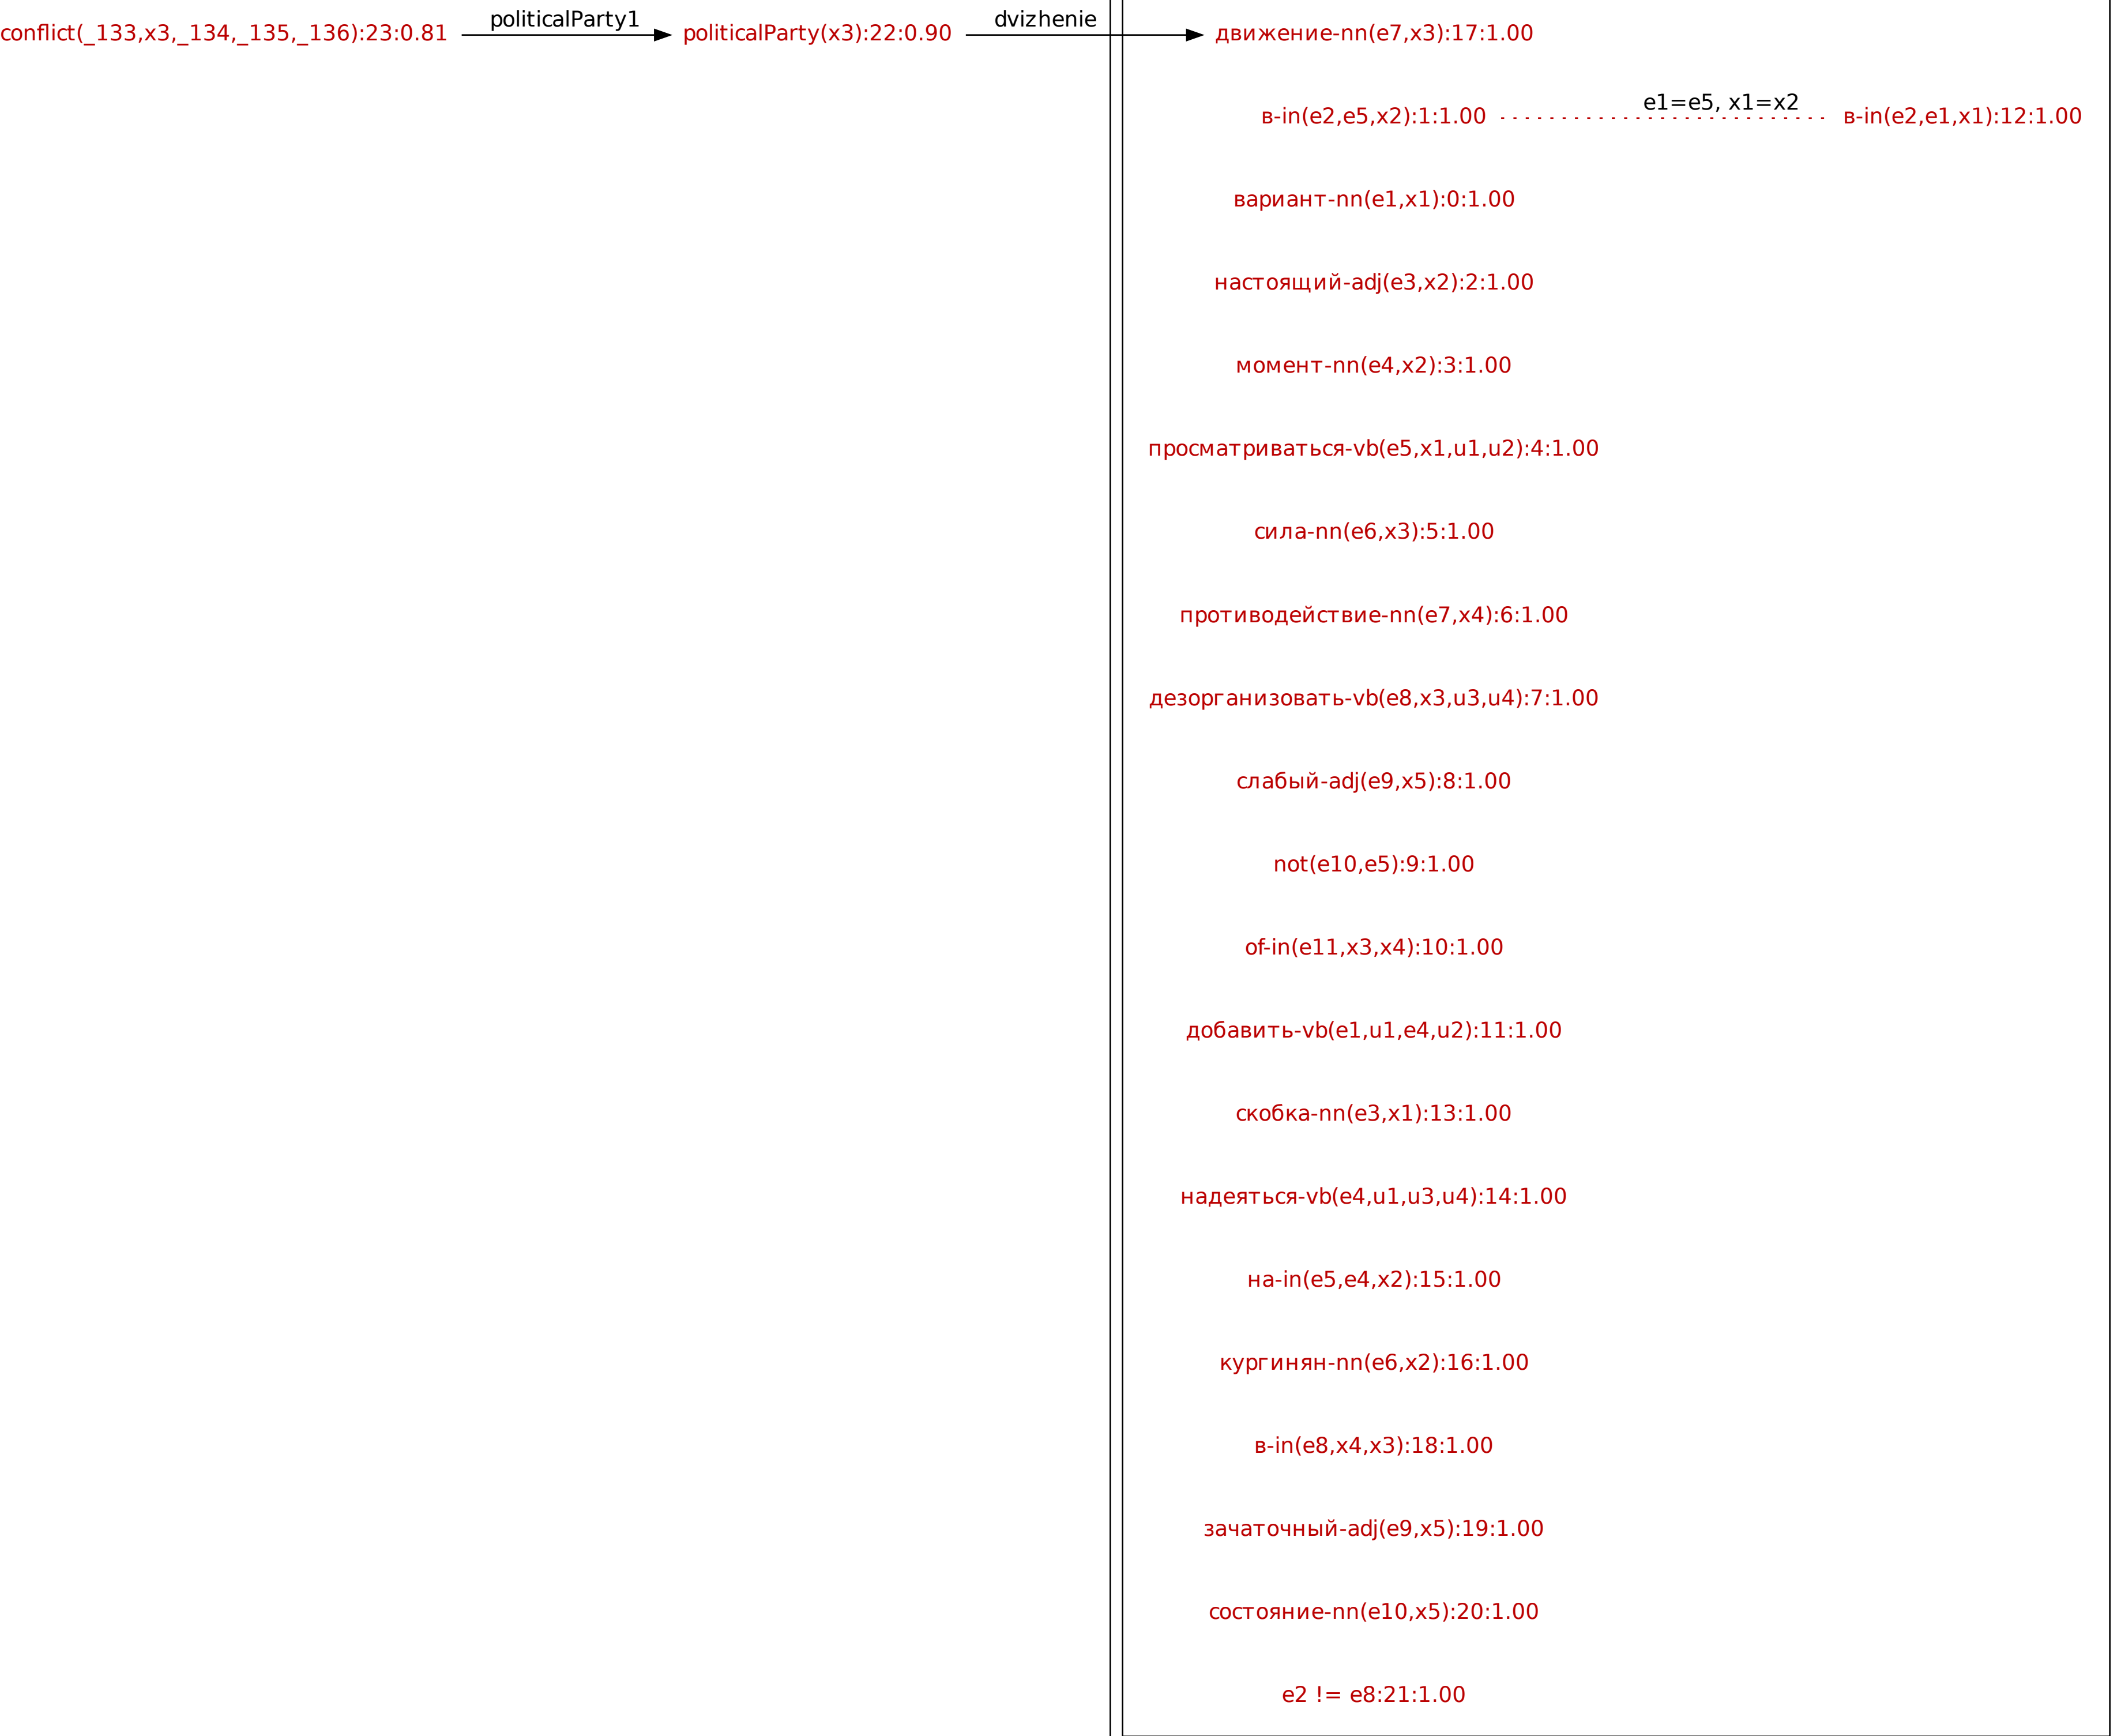 conflict(_133,x3,_134,_135,_136):23:0.81 politicalParty1 politicalParty(x3):22:0.90 dvizhenie движение-nn(e7,x3):17:1.00
в-in(e2,e5,x2):1:1.00 e1=e5, x1=x2 в-in(e2,e1,x1):12:1.00
вариант-nn(e1,x1):0:1.00
настоящий-adj(e3,x2):2:1.00
момент-nn(e4,x2):3:1.00
просматриваться-vb(e5,x1,u1,u2):4:1.00
сила-nn(e6,x3):5:1.00
противодействие-nn(e7,x4):6:1.00
дезорганизовать-vb(e8,x3,u3,u4):7:1.00
слабый-adj(e9,x5):8:1.00
not(e10,e5):9:1.00
of-in(e11,x3,x4):10:1.00
добавить-vb(e1,u1,e4,u2):11:1.00
скобка-nn(e3,x1):13:1.00
надеяться-vb(e4,u1,u3,u4):14:1.00
на-in(e5,e4,x2):15:1.00
кургинян-nn(e6,x2):16:1.00
в-in(e8,x4,x3):18:1.00
зачаточный-adj(e9,x5):19:1.00
состояние-nn(e10,x5):20:1.00
e2 != e8:21:1.00